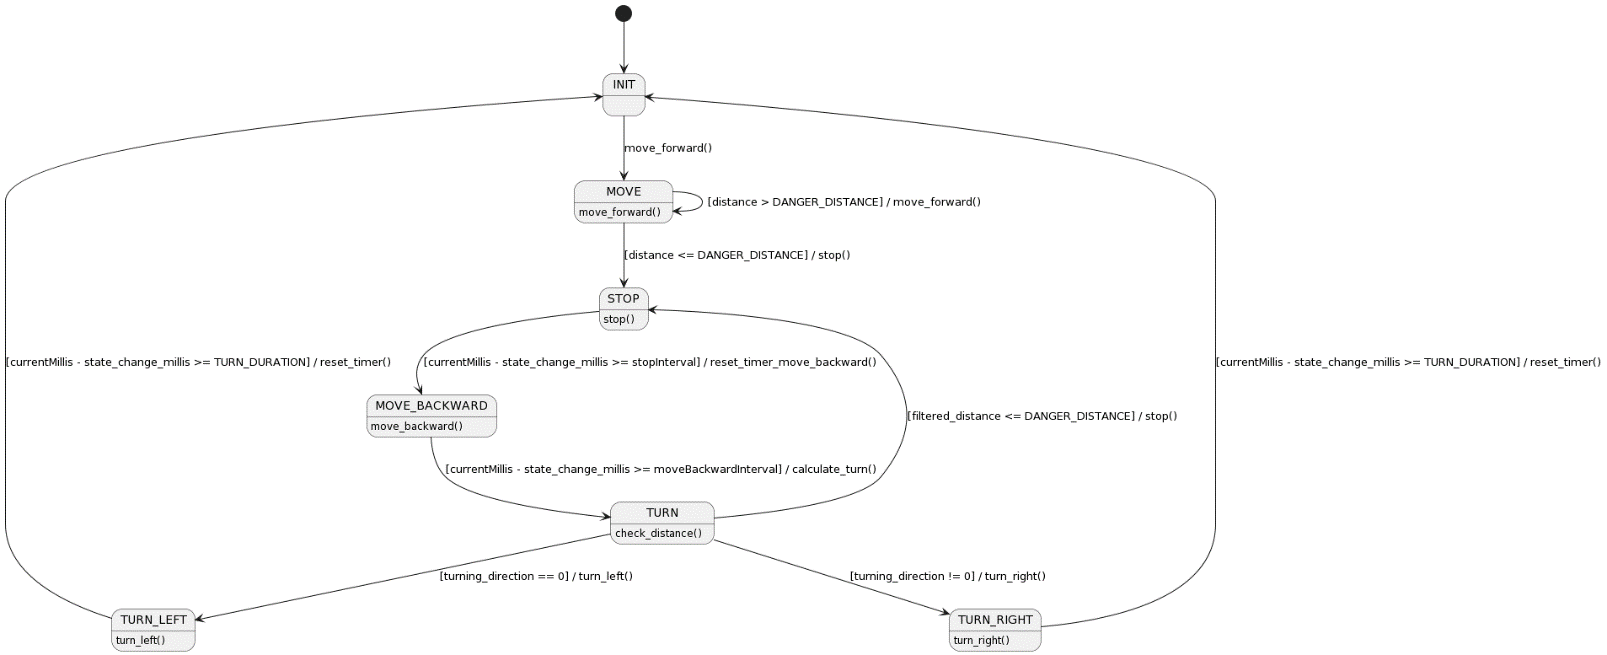 INIT
move_forward()
MOVE
move_forward()
[distance > DANGER_DISTANCE] / move_forward()
[distance <= DANGER_DISTANCE] / stop()
STOP
stop()
[currentMillis - state_change_millis >= TURN_DURATION] / reset_timer()
[currentMillis - state_change_millis >= stopInterval] / reset_timer_move_backward()
[currentMillis - state_change_millis >= TURN_DURATION] / reset_timer()
MOVE_BACKWARD
move_backward()
[filtered_distance <= DANGER_DISTANCE] / stop()
[currentMillis - state_change_millis >= moveBackwardInterval] / calculate_turn()
TURN
check_distance()
[turning_direction == 0] / turn_left()
[turning_direction != 0] / turn_right()
TURN_LEFT
turn_left()
TURN_RIGHT
turn_right()